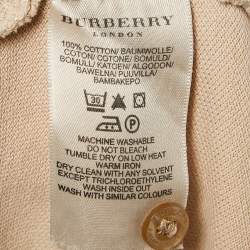 BURBERRY
LONDON
100% COTTON/ BAUMWOLLE/
COTON/ COTONE/ BOMULD/
BOMULL/ KATOEN/ ALGODON/
BAWEŁNA/ PUUVILLA/
BAMBAKEPO
30
P
MACHINE WASHABLE
DO NOT BLEACH
TUMBLE DRY ON LOW HEAT
WARM IRON
DRY CLEAN WITH ANY SOLVENT
EXCEPT TRICHLOROETHYLENE
WASH INSIDE OUT
WASH WITH SIMILAR COLOURS